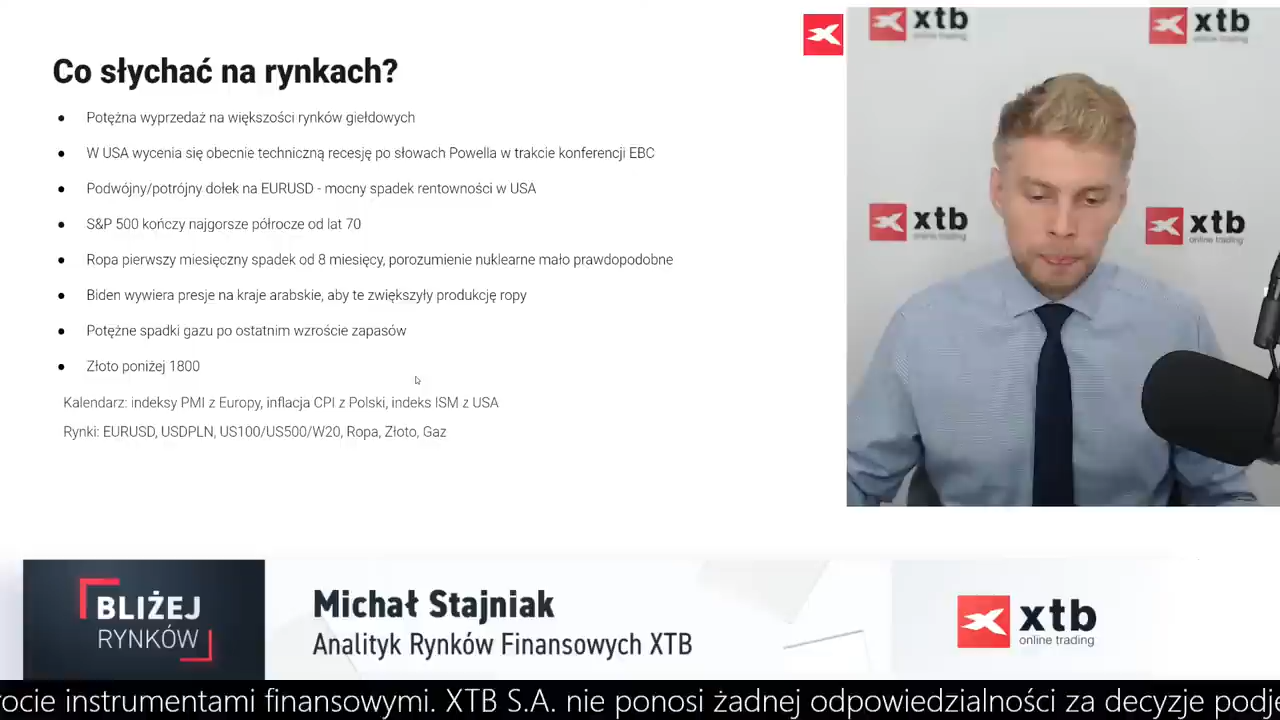 Co słychać na rynkach?
● Potężna wyprzedaż na większości rynków giełdowych
● W USA wycenia się obecnie techniczną recesję po słowach Powella w trakcie konferencji EBC
● Podwójny/potrójny dołek na EURUSD - mocny spadek rentowności w USA
● S&P 500 kończy najgorsze półrocze od lat 70
● Ropa pierwszy miesięczny spadek od 8 miesięcy, porozumienie nuklearne mało prawdopodobne
● Biden wywiera presje na kraje arabskie, aby te zwiększyły produkcję ropy
● Potężne spadki gazu po ostatnim wzroście zapasów
● Złoto poniżej 1800
Kalendarz: indeksy PMI z Europy, inflacja CPI z Polski, indeks ISM z USA
Rynki: EURUSD, USDPLN, US100/US500/W20, Ropa, Złoto, Gaz
xtb
online trading
xtb
online trading
xtb
online trading
xtb
online trading
BLIŻEJ
RYNKÓW
Michał Stajniak
Analityk Rynków Finansowych XTB
xtb
online trading
rocie instrumentami finansowymi. XTB S.A. nie ponosi żadnej odpowiedzialności za decyzje podję